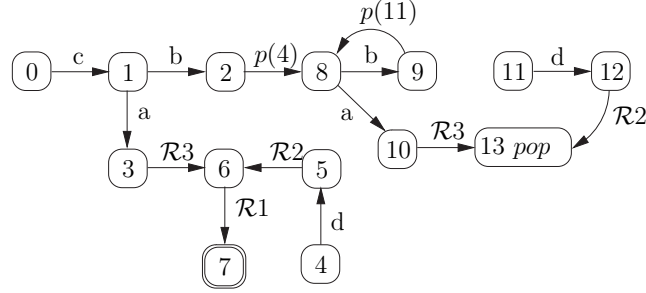 p(11)
0 c 1 b 2 p(4) 8 b 9 11 d 12
a a R2
3 R3 6 R2 5 10 R3 13 pop
R1 d
7 4